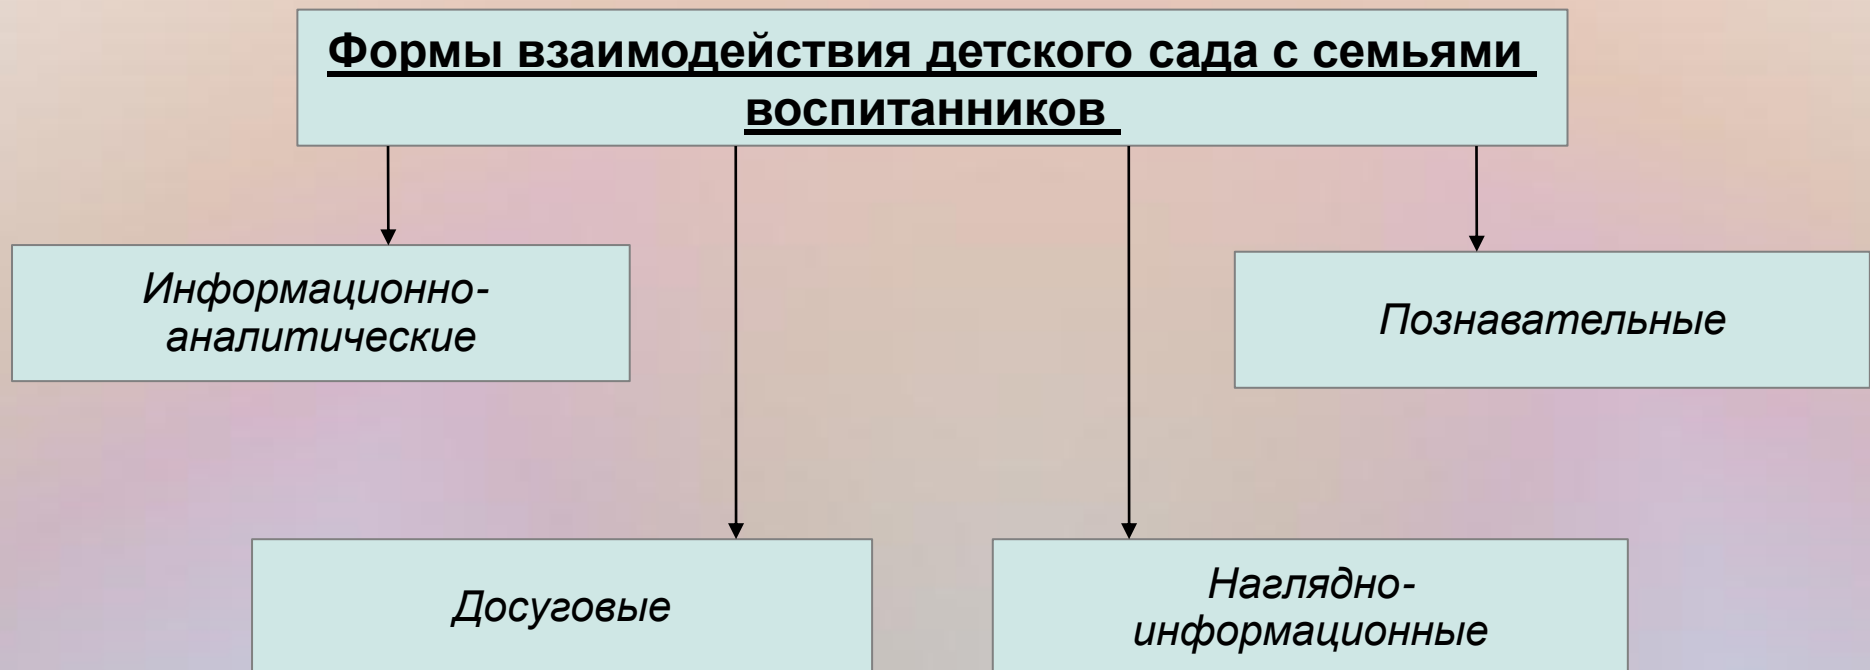 Формы взаимодействия детского сада с семьями
воспитанников
Информационно-
аналитические
Познавательные
Досуговые
Наглядно-
информационные